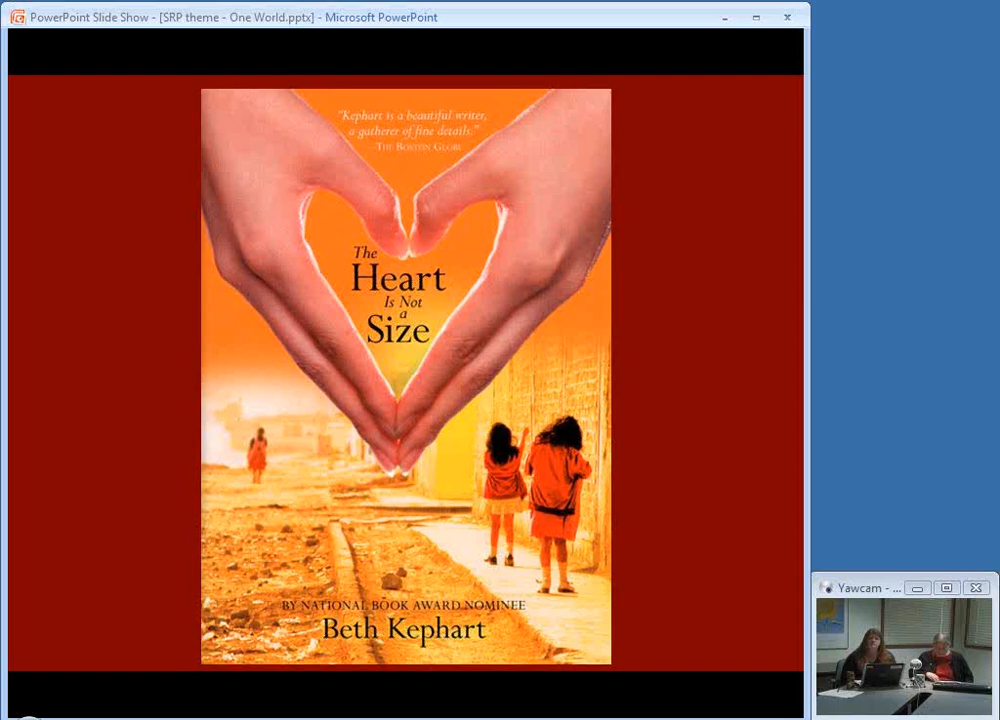 PowerPoint Slide Show - [SRP theme - One World.pptx] - Microsoft PowerPoint
"Kephart is a beautiful writer,
a gatherer of fine details."
—THE BOSTON GLOBE
The
Heart
Is Not
a
Size
BY NATIONAL BOOK AWARD NOMINEE
Beth Kephart
Yawcam - ...